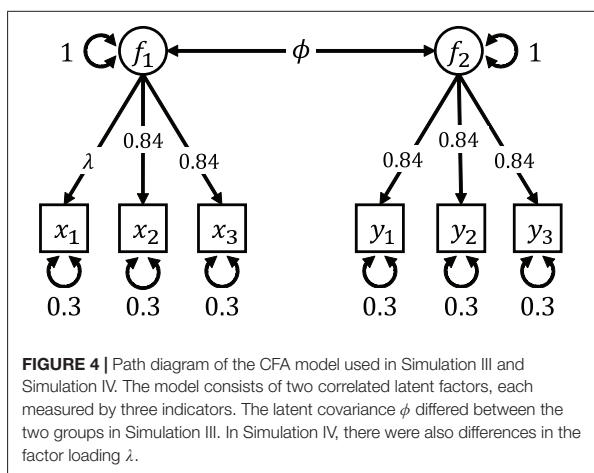 1 f₁ ϕ f₂ 1
λ 0.84 0.84 0.84 0.84 0.84
x₁ x₂ x₃ y₁ y₂ y₃
0.3 0.3 0.3 0.3 0.3 0.3
FIGURE 4 | Path diagram of the CFA model used in Simulation III and
Simulation IV. The model consists of two correlated latent factors, each
measured by three indicators. The latent covariance ϕ differed between the
two groups in Simulation III. In Simulation IV, there were also differences in the
factor loading λ.